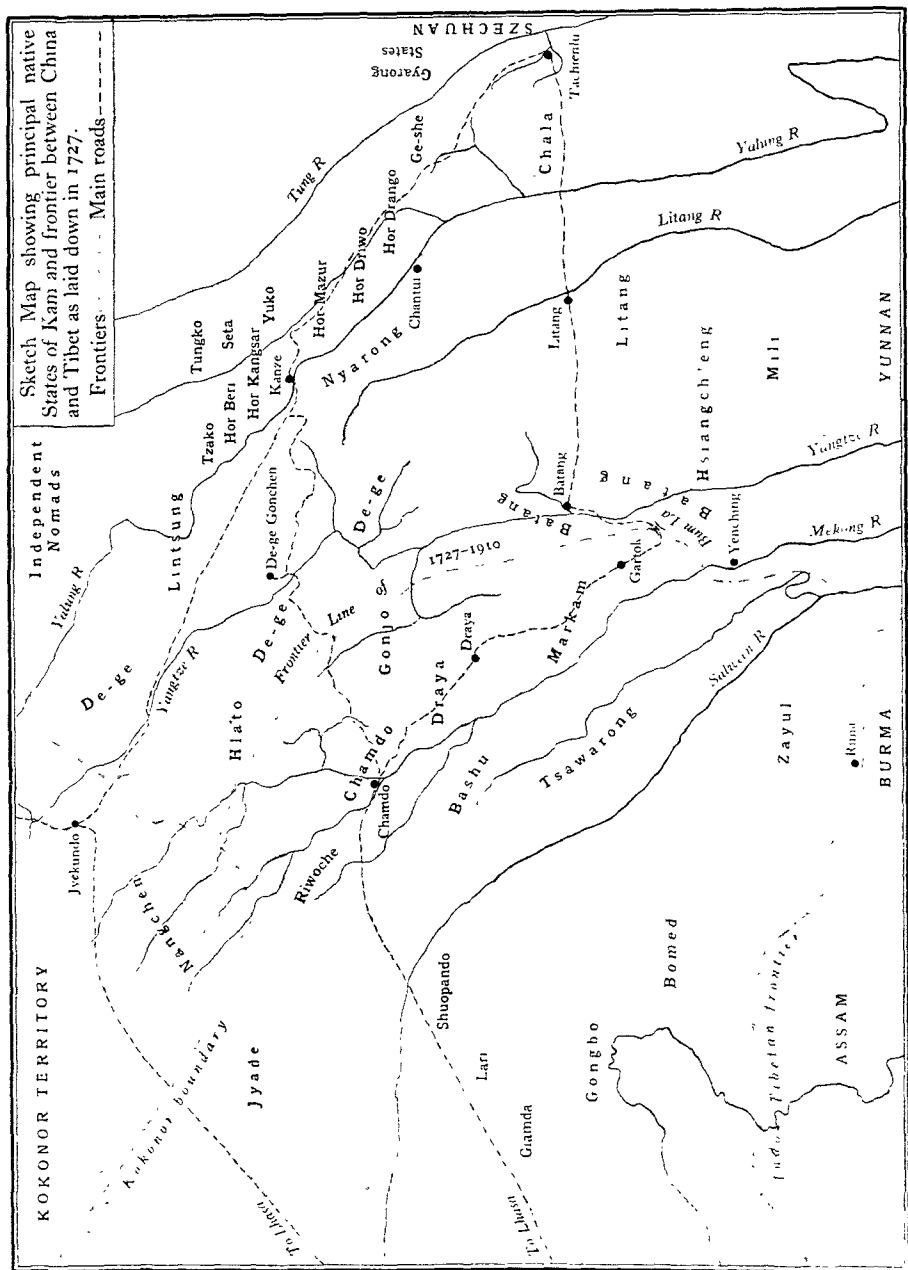 Sketch Map showing principal native
States of Kam and frontier between China
and Tibet as laid down in 1727.
Frontiers Main roads
KOKONOR TERRITORY
Kokonor boundary
Independent
Nomads
SZECHUAN
Gyarong
States
Tachienlu
Chala
Ge-she
Tung R
Yalung R
Litang R
Hor Drango
Hor Driwo
Hor Mazur
Chantui
Nyarong
Yuko
Seta
Tungko
Kanze
Hor Kangsar
Hor Beri
Tzako
Lintsung
Yalung R
De-ge
Yangtze R
De-ge Gonchen
De-ge
De-ge
Frontier Line of 1727-1910
Hlato
Gonjo
Litang
Litang
Mili
YUNNAN
Hsiangch'eng
Batang
Batang
Batang
Bum La
Yangtze R
Mekong R
Yenching
Gartok
Markam
Draya
Draya
Chamdo
Chamdo
Jyekundo
Nangchen
Riwoche
Bashu
Tsawarong
Salween R
Zayul
Rima
BURMA
Jyade
Shuopando
Lari
Giamda
Gongbo
Bomed
Indo-Tibetan frontier
ASSAM
To Lhasa
To Lhasa